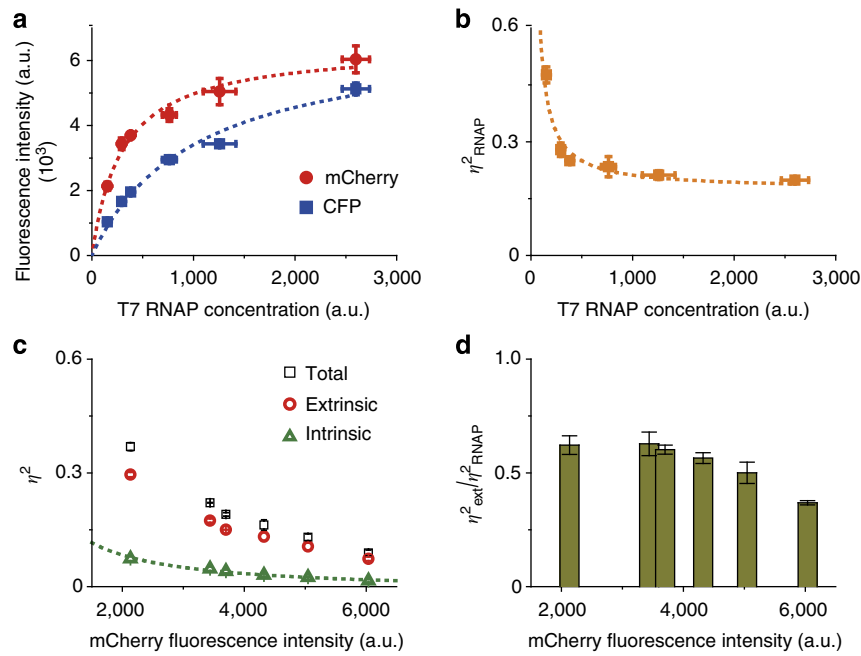 a
Fluorescence intensity (a.u.)
(10³)
6
4
2
0
mCherry
CFP
0
1,000
2,000
3,000
T7 RNAP concentration (a.u.)
b
η²RNAP
0.6
0.3
0
0
1,000
2,000
3,000
T7 RNAP concentration (a.u.)
c
η²
0.6
0.3
0
Total
Extrinsic
Intrinsic
2,000
4,000
6,000
mCherry fluorescence intensity (a.u.)
d
η²ext/η²RNAP
1.0
0.5
0
2,000
4,000
6,000
mCherry fluorescence intensity (a.u.)